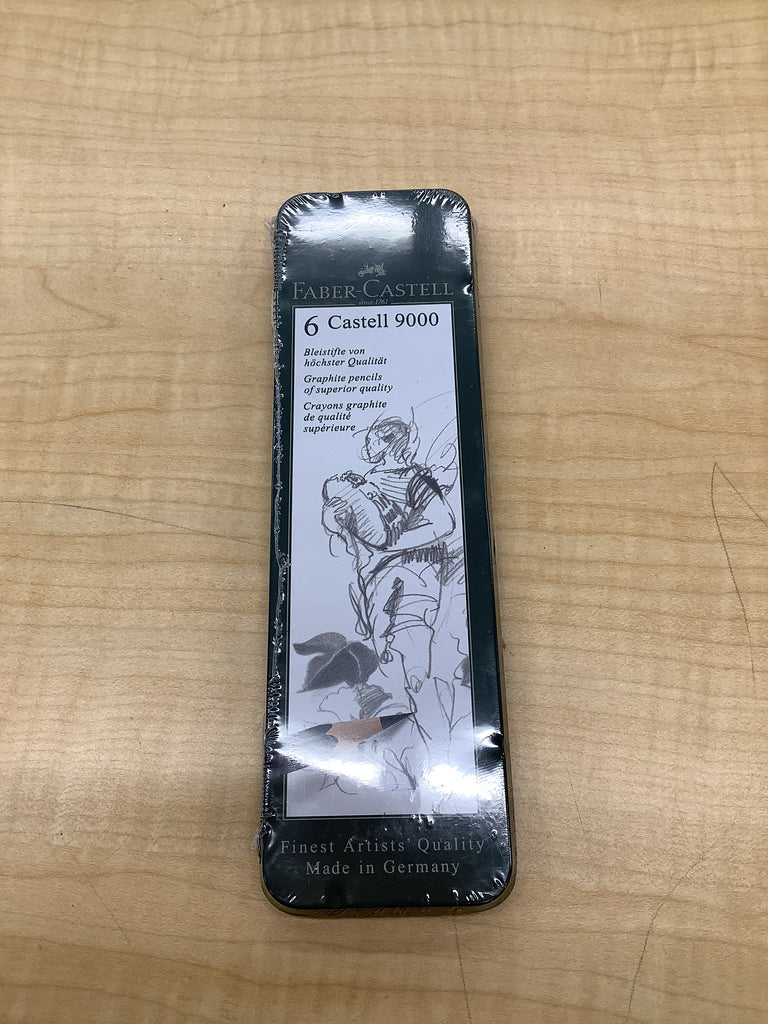 FABER-CASTELL
since 1761
6 Castell 9000
Bleistifte von
höchster Qualität
Graphite pencils
of superior quality
Crayons graphite
de qualité
supérieure
Finest Artists' Quality
Made in Germany